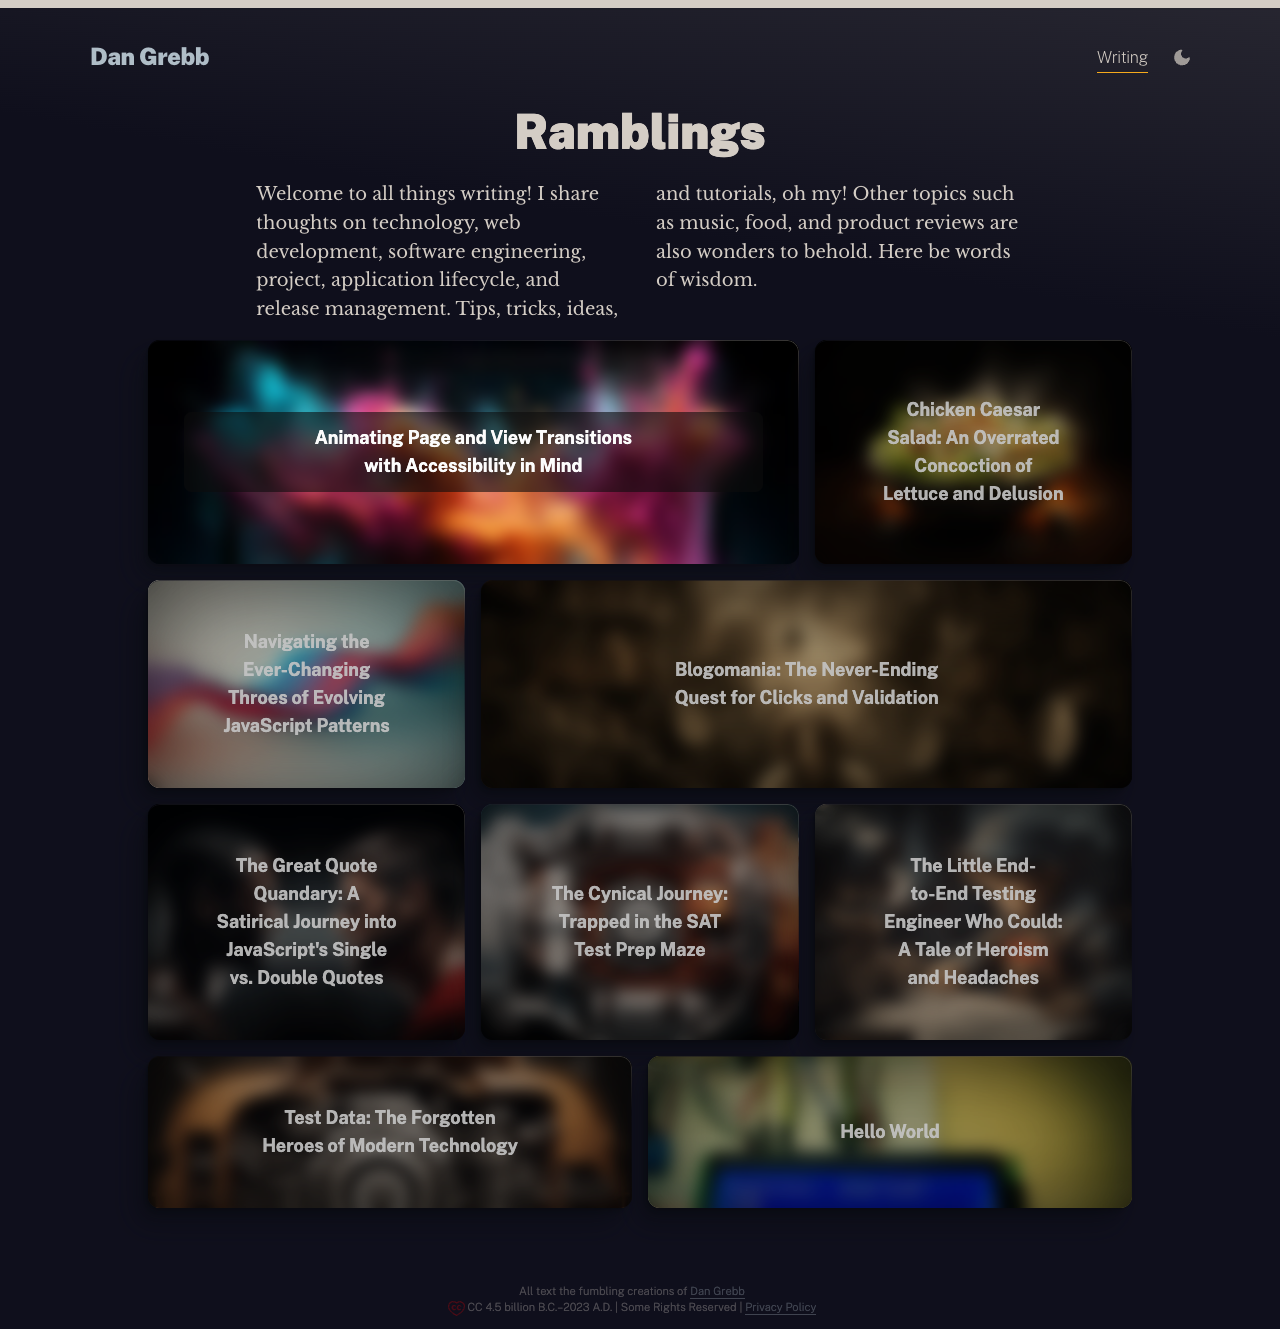 Dan Grebb
Writing
Ramblings
Welcome to all things writing! I share
thoughts on technology, web
development, software engineering,
project, application lifecycle, and
release management. Tips, tricks, ideas,
and tutorials, oh my! Other topics such
as music, food, and product reviews are
also wonders to behold. Here be words
of wisdom.
Animating Page and View Transitions
with Accessibility in Mind
Chicken Caesar
Salad: An Overrated
Concoction of
Lettuce and Delusion
Navigating the
Ever-Changing
Throes of Evolving
JavaScript Patterns
Blogomania: The Never-Ending
Quest for Clicks and Validation
The Great Quote
Quandary: A
Satirical Journey into
JavaScript's Single
vs. Double Quotes
The Cynical Journey:
Trapped in the SAT
Test Prep Maze
The Little End-
to-End Testing
Engineer Who Could:
A Tale of Heroism
and Headaches
Test Data: The Forgotten
Heroes of Modern Technology
Hello World
All text the fumbling creations of Dan Grebb
CC 4.5 billion B.C.–2023 A.D. | Some Rights Reserved | Privacy Policy